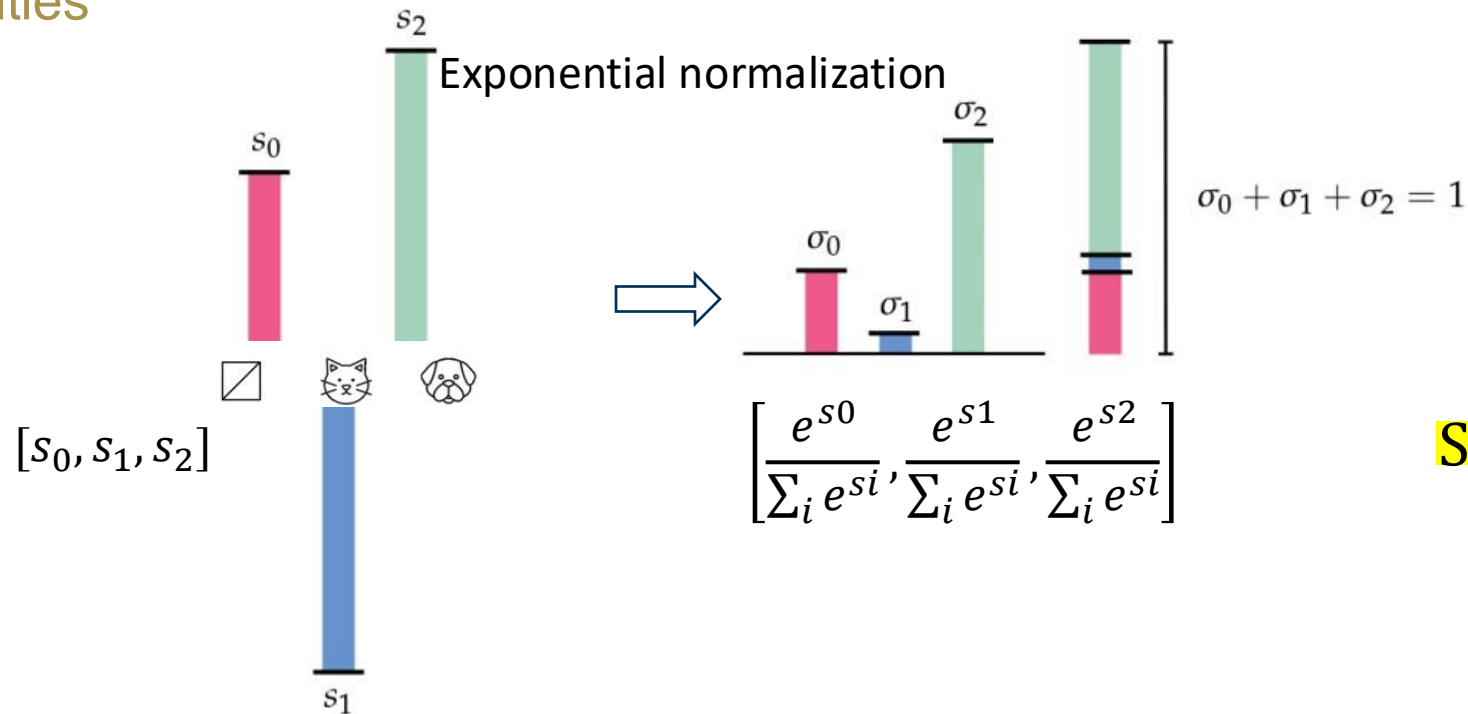 ities
s₂
Exponential normalization
s₀
σ₂
σ₀
σ₁
σ₀ + σ₁ + σ₂ = 1
[s₀, s₁, s₂]
[e^{s0}/∑ᵢ e^{si}, e^{s1}/∑ᵢ e^{si}, e^{s2}/∑ᵢ e^{si}]
S
s₁